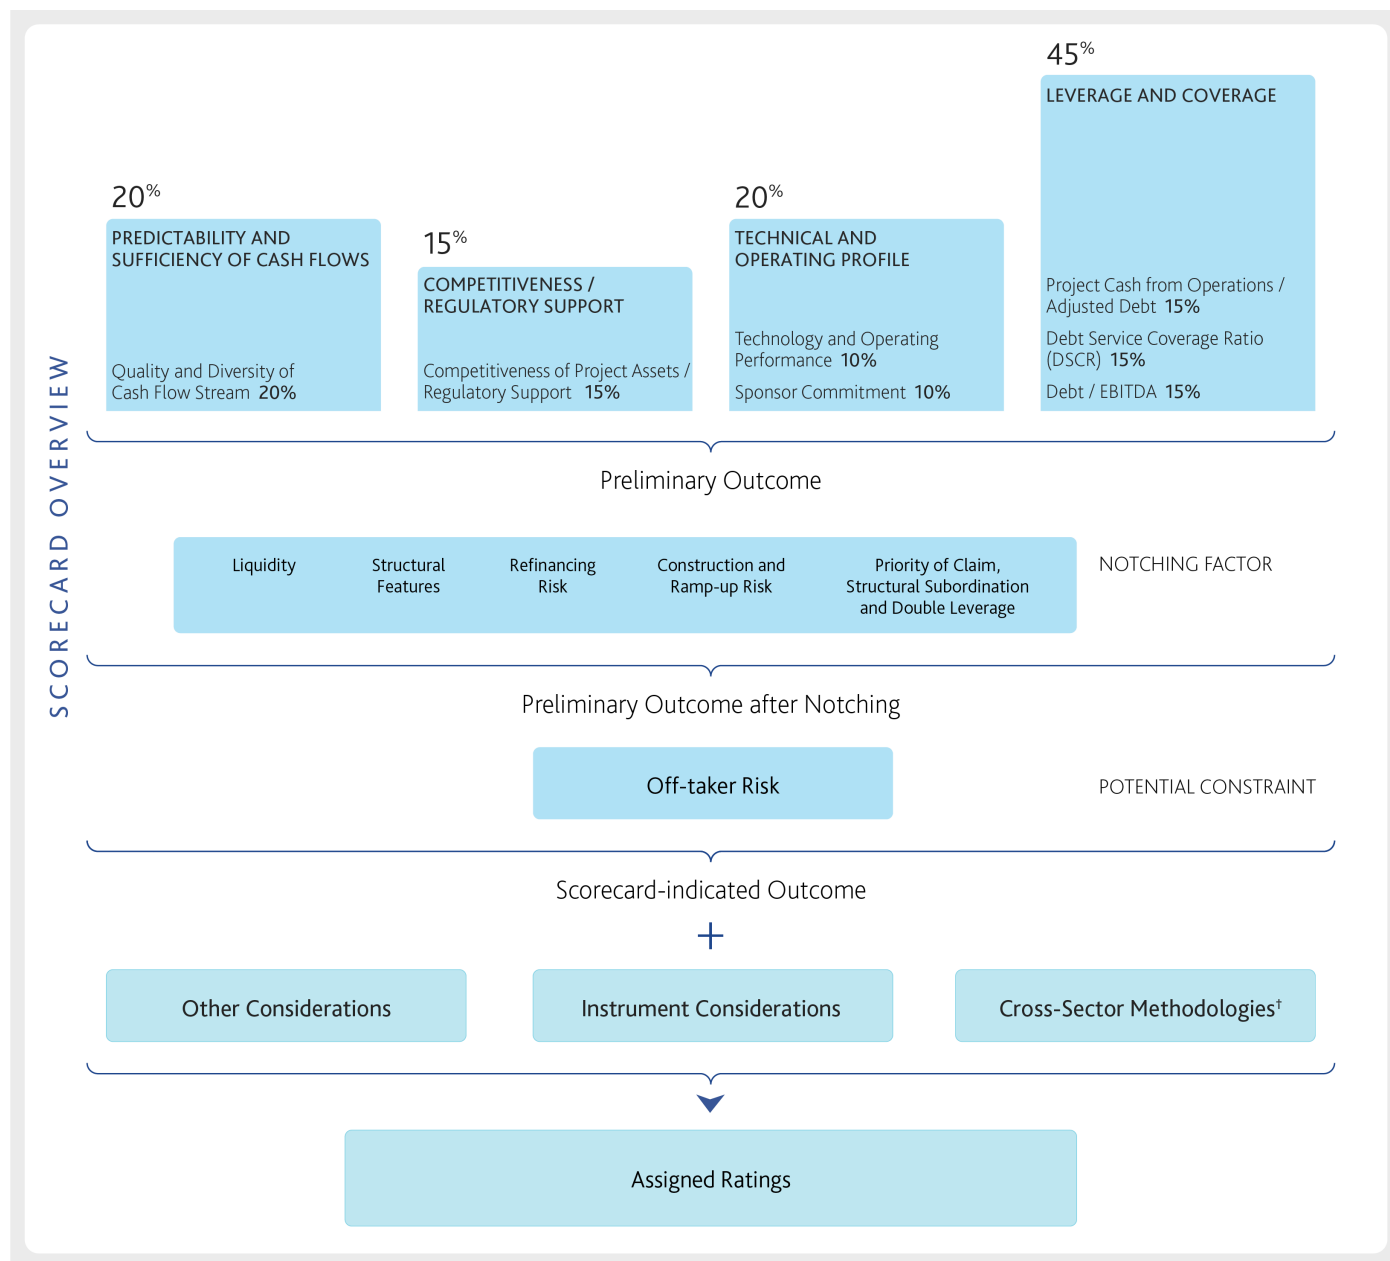 SCORECARD OVERVIEW
20%
PREDICTABILITY AND
SUFFICIENCY OF CASH FLOWS
Quality and Diversity of
Cash Flow Stream 20%
15%
COMPETITIVENESS /
REGULATORY SUPPORT
Competitiveness of Project Assets /
Regulatory Support 15%
20%
TECHNICAL AND
OPERATING PROFILE
Technology and Operating
Performance 10%
Sponsor Commitment 10%
45%
LEVERAGE AND COVERAGE
Project Cash from Operations /
Adjusted Debt 15%
Debt Service Coverage Ratio
(DSCR) 15%
Debt / EBITDA 15%
Preliminary Outcome
Liquidity
Structural
Features
Refinancing
Risk
Construction and
Ramp-up Risk
Priority of Claim,
Structural Subordination
and Double Leverage
NOTCHING FACTOR
Preliminary Outcome after Notching
Off-taker Risk
POTENTIAL CONSTRAINT
Scorecard-indicated Outcome
+
Other Considerations
Instrument Considerations
Cross-Sector Methodologies†
Assigned Ratings